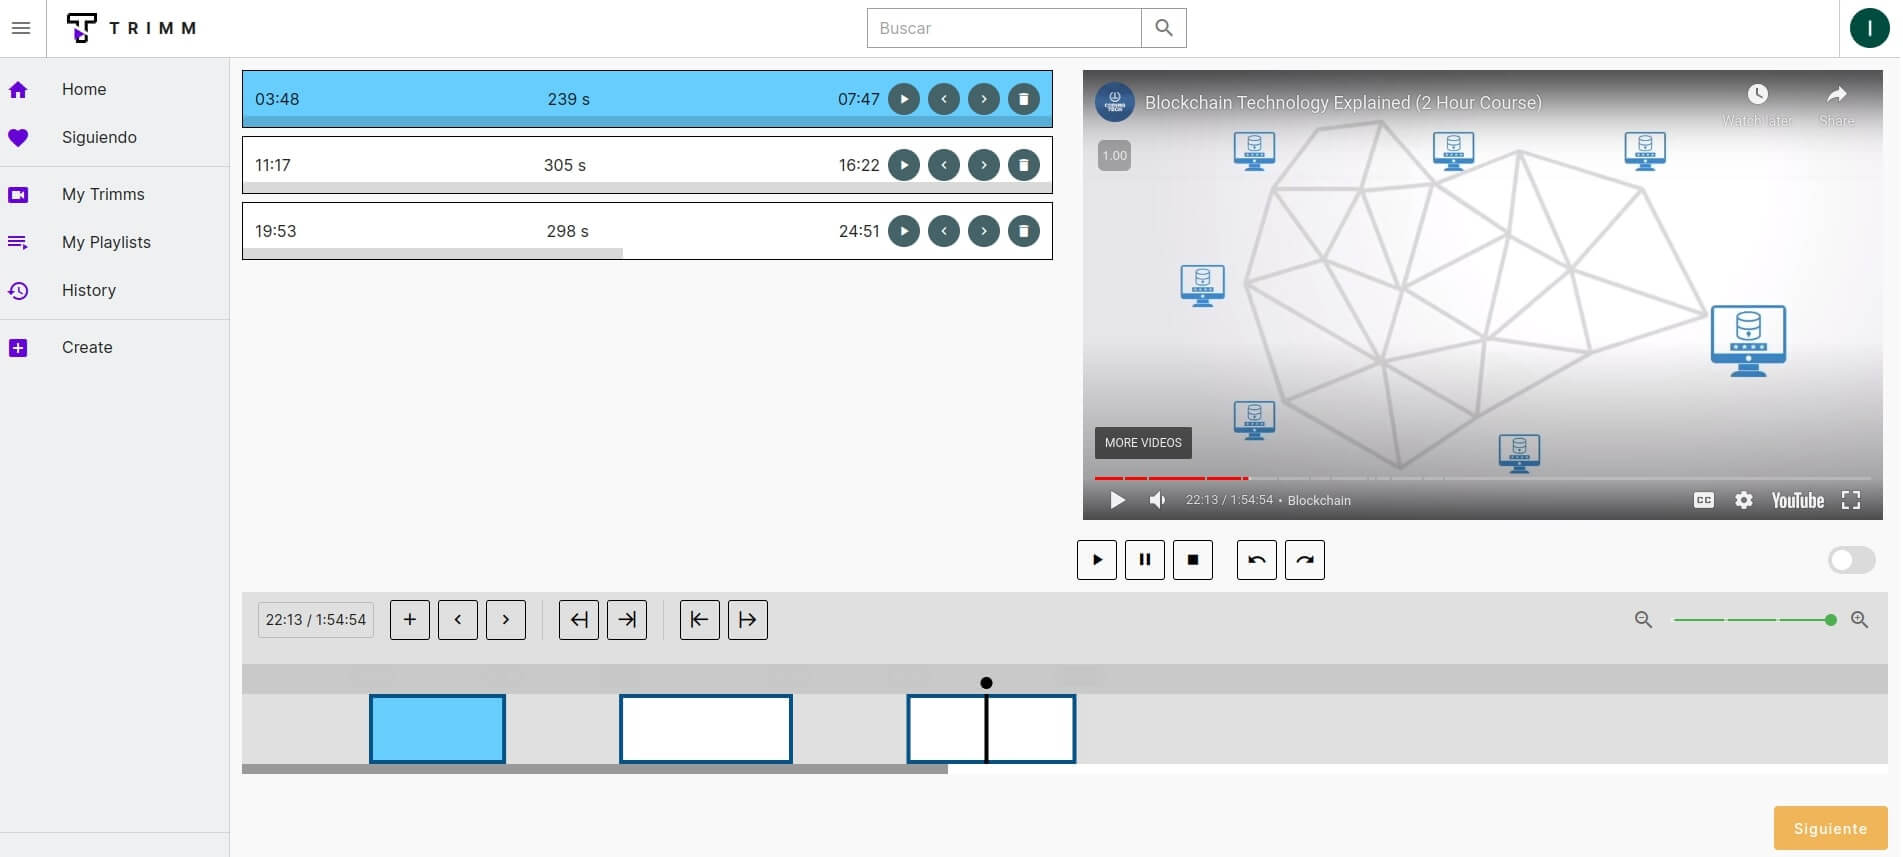 TRIMM
Buscar
I
Home
Siguiendo
My Trimms
My Playlists
History
Create
03:48 239 s 07:47
11:17 305 s 16:22
19:53 298 s 24:51
Blockchain Technology Explained (2 Hour Course)
Watch later
Share
1.00
MORE VIDEOS
22:13 / 1:54:54 • Blockchain
CC
YouTube
22:13 / 1:54:54
Siguiente